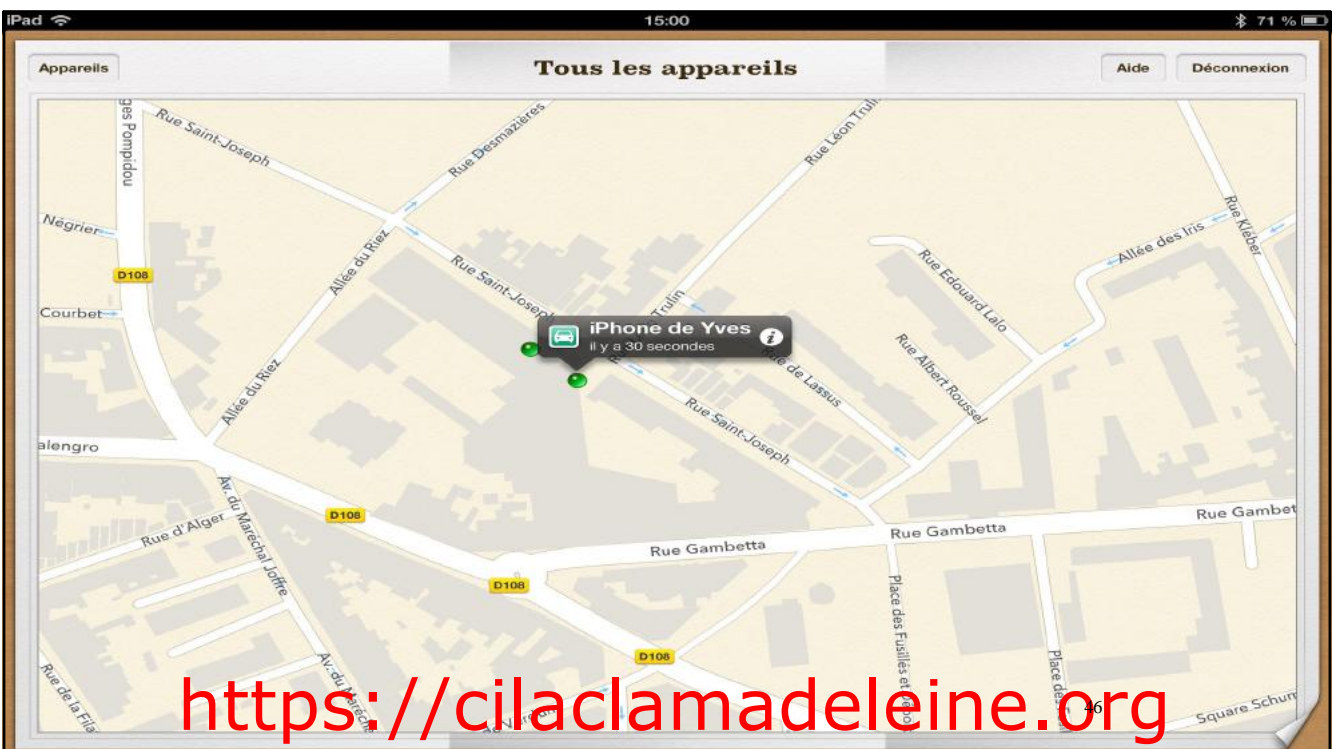 iPad
15:00
71 %
Appareils
Tous les appareils
Aide
Déconnexion
ges Pompidou
Rue Saint-Joseph
Rue Desmazières
Rue Léon Trulin
Négrier
Allée du Riez
D108
Courbet
Rue Saint-Joseph
Trulin
Rue Edouard Lalo
Allée des Iris
Rue Kléber
iPhone de Yves
il y a 30 secondes
Rue de Lassus
Rue Albert Roussel
Allée du Riez
Rue Saint-Joseph
alengro
Av. du Maréchal Joffre
Rue d'Alger
D108
Rue Gambetta
Rue Gambetta
Rue Gambet
D108
Place des Fusillés et
D108
Place des
Rue de la Fila
Av. du Maréch
Square Schum
46
https://cilaclamadeleine.org